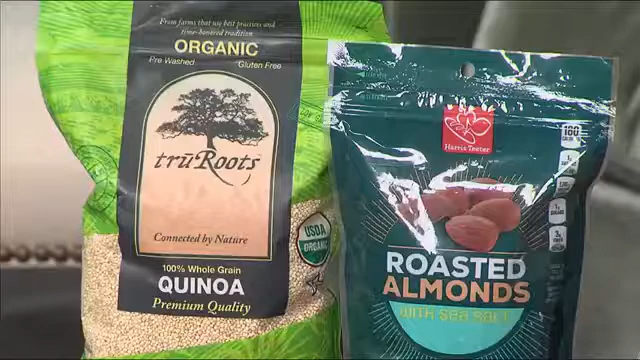 From farms that use best practices and
time-honored tradition
ORGANIC
Pre Washed
Gluten Free
truRoots
Connected by Nature
USDA
ORGANIC
100% Whole Grain
QUINOA
Premium Quality
Harris Teeter
ROASTED
ALMONDS
WITH SEA SALT